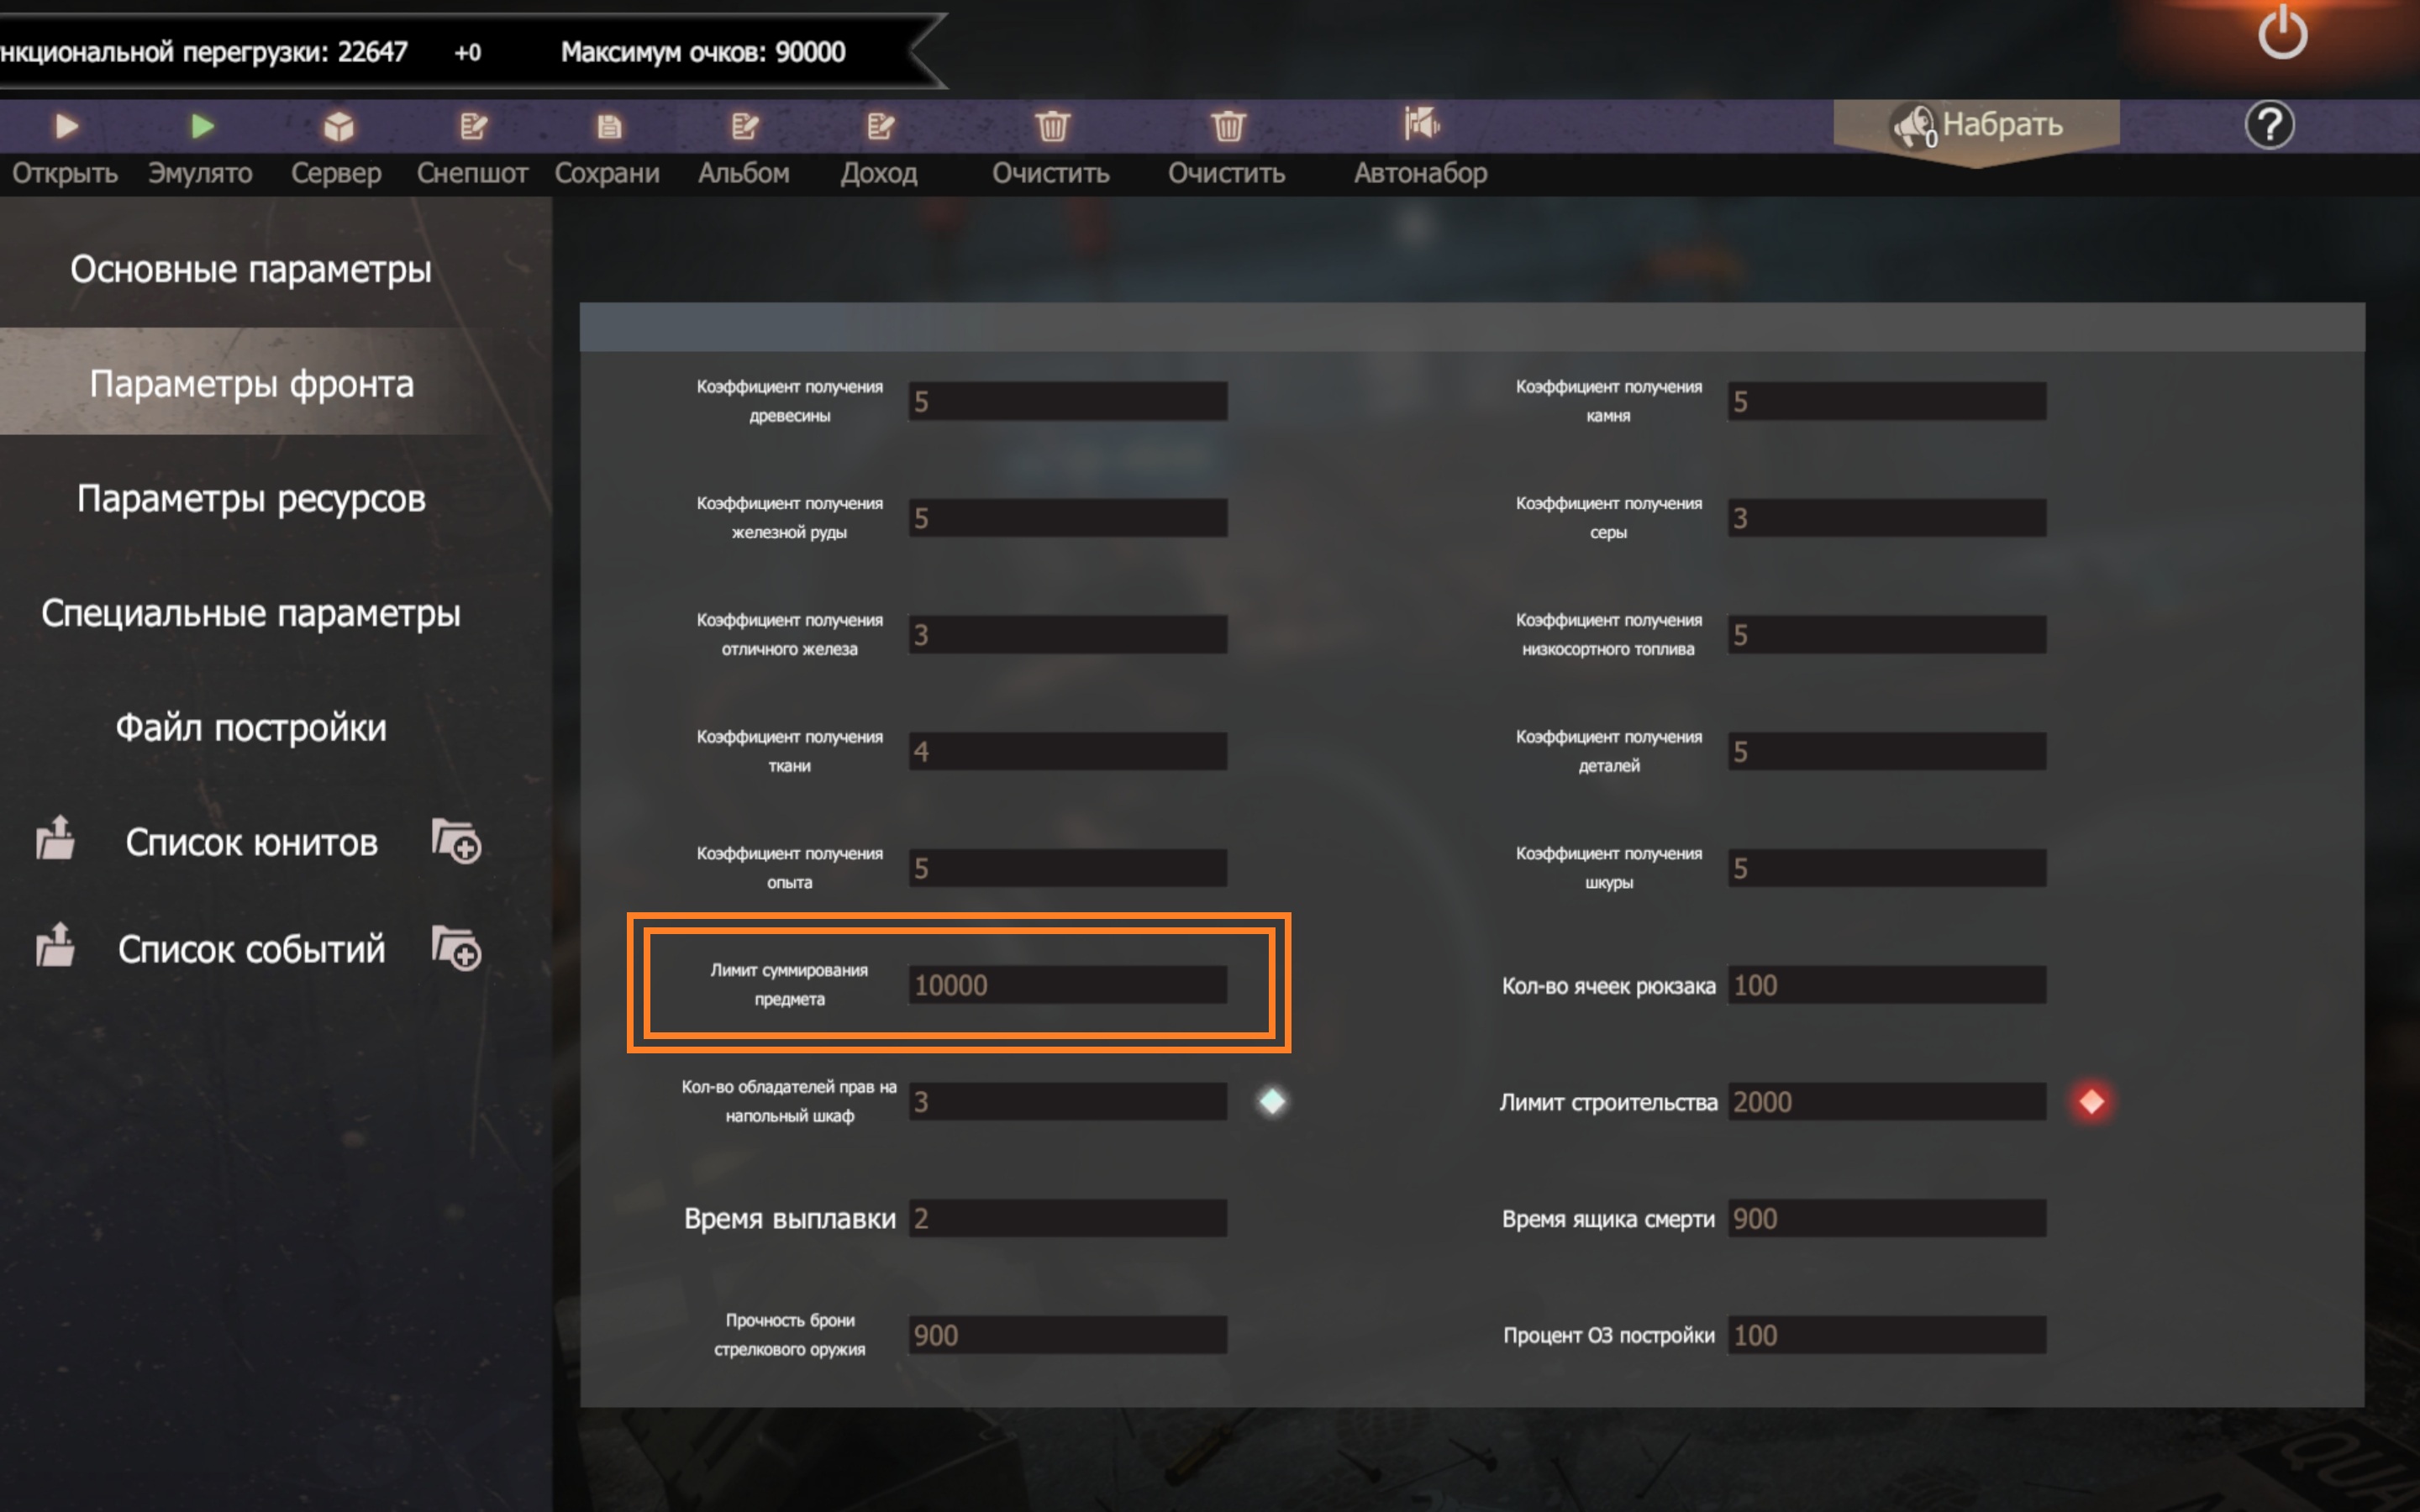 нкциональной перегрузки: 22647 +0 Максимум очков: 90000
Открыть Эмулято Сервер Снепшот Сохрани Альбом Доход Очистить Очистить Автонабор
0 Набрать ?
Основные параметры
Параметры фронта
Параметры ресурсов
Специальные параметры
Файл постройки
Список юнитов
Список событий
Коэффициент получения
древесины
5
Коэффициент получения
камня
5
Коэффициент получения
железной руды
5
Коэффициент получения
серы
3
Коэффициент получения
отличного железа
3
Коэффициент получения
низкосортного топлива
5
Коэффициент получения
ткани
4
Коэффициент получения
деталей
5
Коэффициент получения
опыта
5
Коэффициент получения
шкуры
5
Лимит суммирования
предмета
10000
Кол-во ячеек рюкзака 100
Кол-во обладателей прав на
напольный шкаф
3
Лимит строительства 2000
Время выплавки 2
Время ящика смерти 900
Прочность брони
стрелкового оружия
900
Процент ОЗ постройки 100